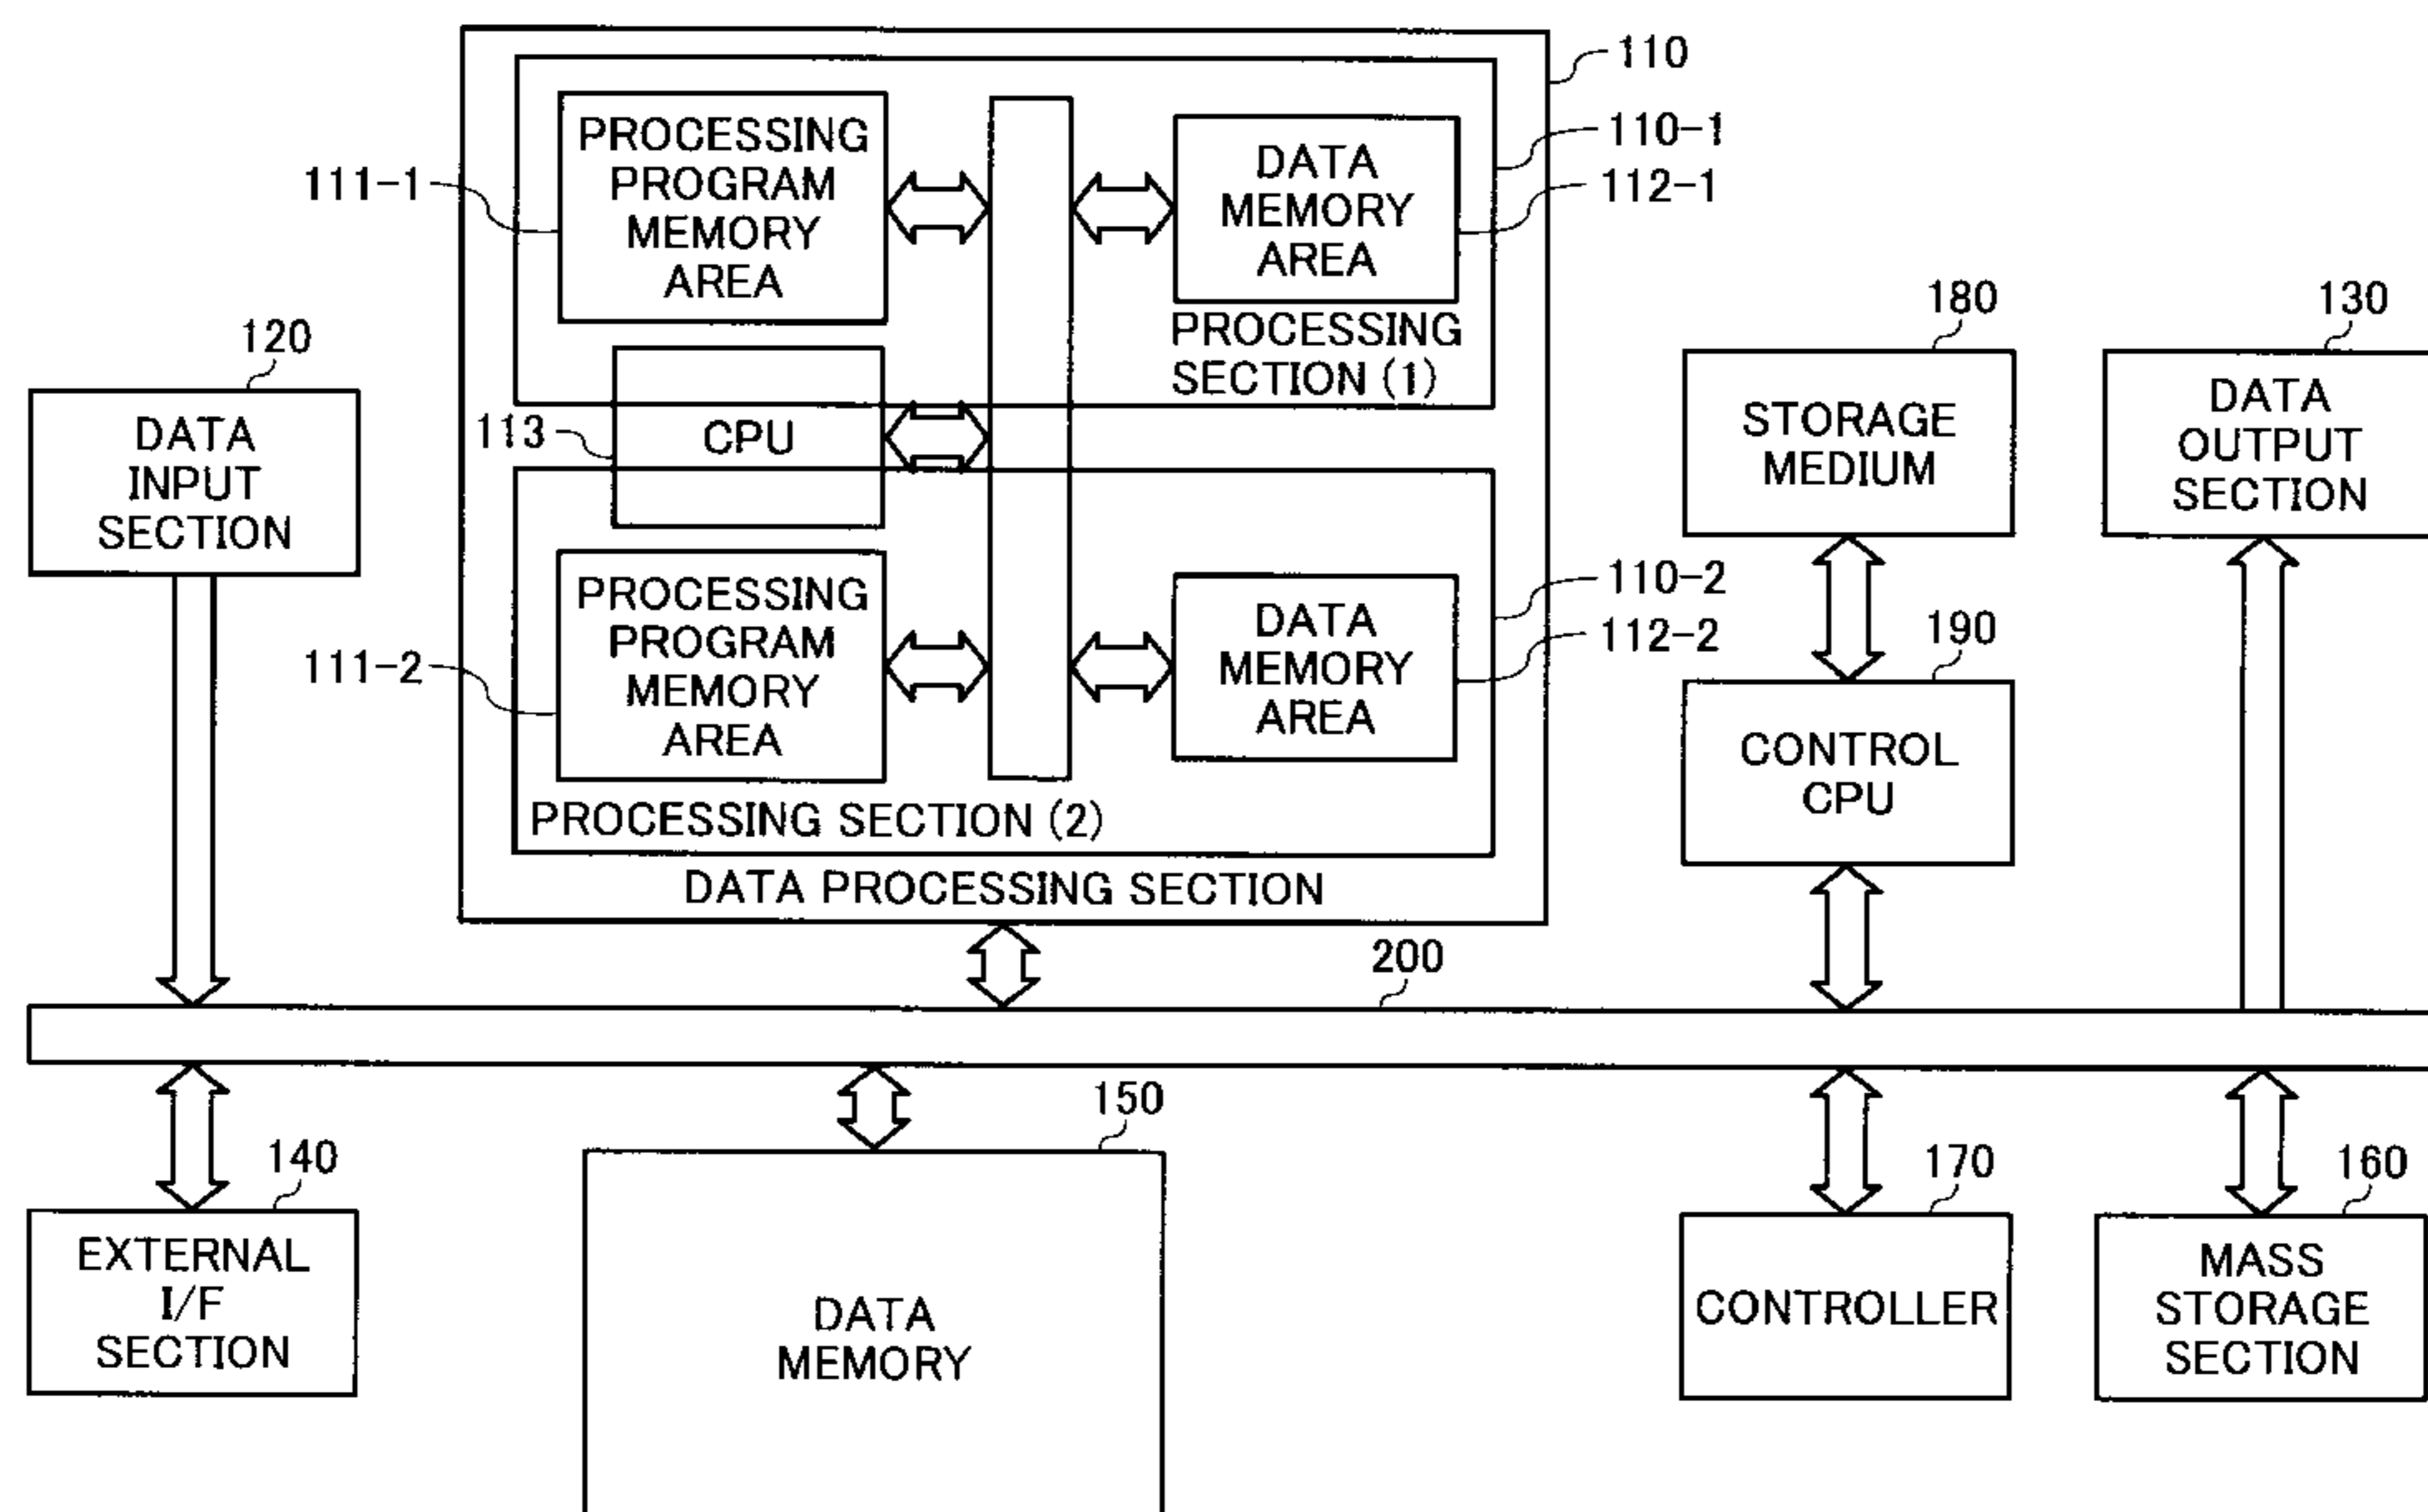 110
PROCESSING
PROGRAM
MEMORY
AREA
111-1
DATA
MEMORY
AREA
110-1
112-1
PROCESSING
SECTION (1)
120
DATA
INPUT
SECTION
113
CPU
180
STORAGE
MEDIUM
130
DATA
OUTPUT
SECTION
PROCESSING
PROGRAM
MEMORY
AREA
111-2
DATA
MEMORY
AREA
110-2
112-2
190
CONTROL
CPU
PROCESSING SECTION (2)
DATA PROCESSING SECTION
200
140
EXTERNAL
I/F
SECTION
150
DATA
MEMORY
170
CONTROLLER
160
MASS
STORAGE
SECTION